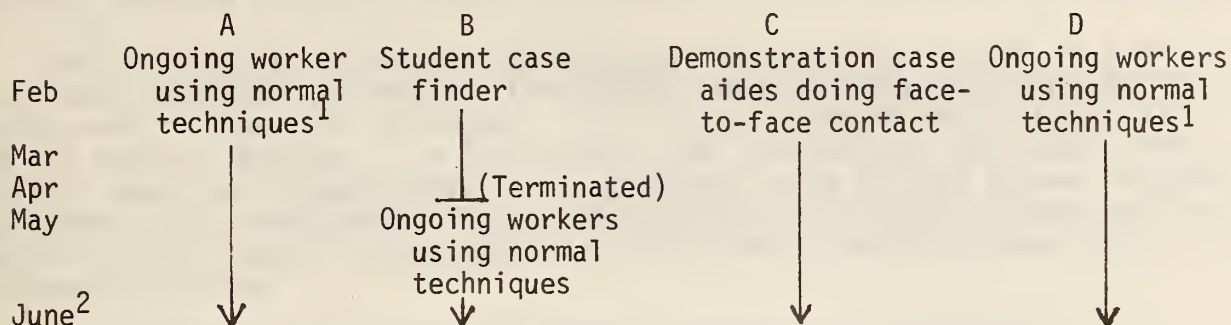 A B C D
Ongoing worker Student case Demonstration case Ongoing workers
Feb using normal finder aides doing face- using normal
techniques1 to-face contact techniques1
Mar
Apr (Terminated)
May Ongoing workers
using normal
techniques
June2